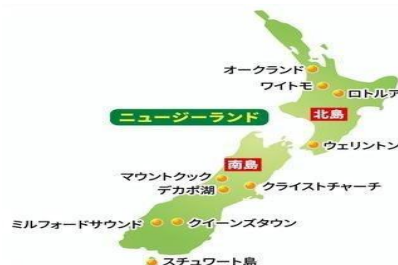 オークランド
ワイトモ
ロトルア
ニュージーランド
北島
ウェリントン
南島
マウントクック
デカポ湖
クライストチャーチ
ミルフォードサウンド
クイーンズタウン
スチュワート島